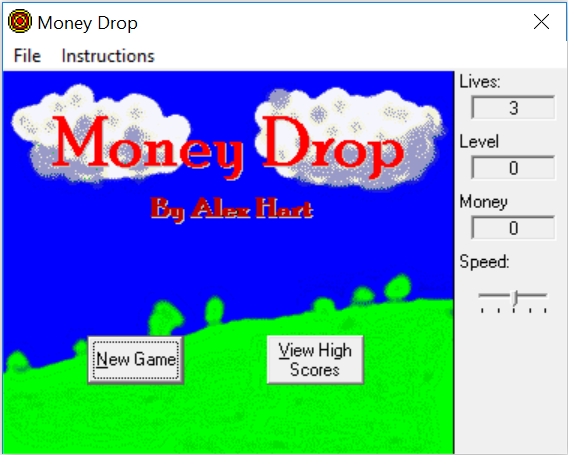 Money Drop
File Instructions
Money Drop
By Alex Hart
New Game
View High
Scores
Lives:
3
Level
0
Money
0
Speed: